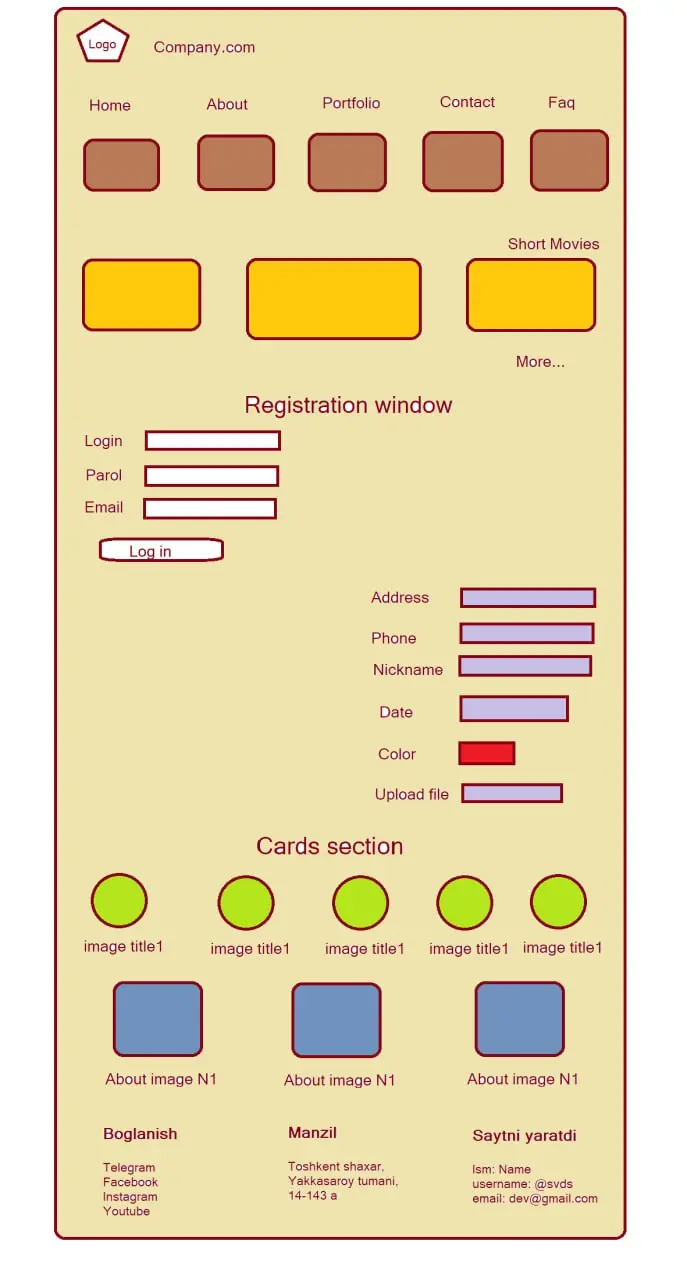 Logo
Company.com
Home
About
Portfolio
Contact
Faq
Short Movies
More...
Registration window
Login
Parol
Email
Log in
Address
Phone
Nickname
Date
Color
Upload file
Cards section
image title1
image title1
image title1
image title1
image title1
About image N1
About image N1
About image N1
Boglanish
Telegram
Facebook
Instagram
Youtube
Manzil
Toshkent shaxar,
Yakkasaroy tumani,
14-143 a
Saytni yaratdi
Ism: Name
username: @svds
email: dev@gmail.com